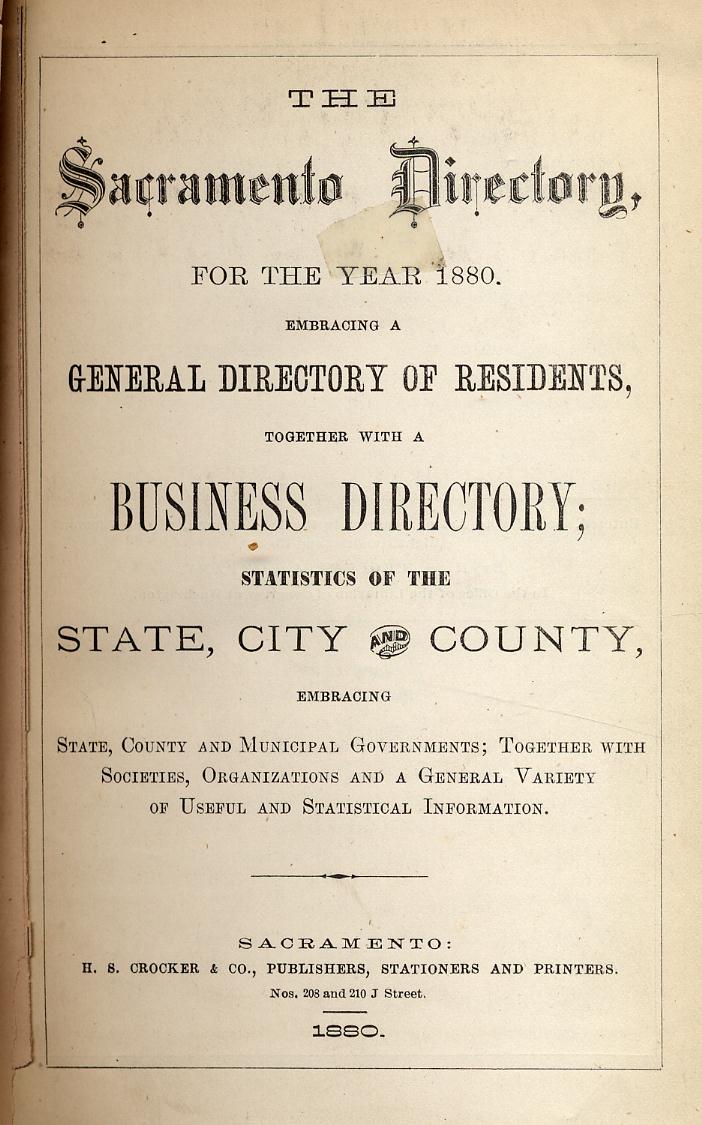 THE
Sacramento Directory,
FOR THE YEAR 1880.
EMBRACING A
GENERAL DIRECTORY OF RESIDENTS,
TOGETHER WITH A
BUSINESS DIRECTORY;
STATISTICS OF THE
STATE, CITY AND COUNTY,
EMBRACING
STATE, COUNTY AND MUNICIPAL GOVERNMENTS; TOGETHER WITH
SOCIETIES, ORGANIZATIONS AND A GENERAL VARIETY
OF USEFUL AND STATISTICAL INFORMATION.
SACRAMENTO:
H. S. CROCKER & CO., PUBLISHERS, STATIONERS AND PRINTERS.
Nos. 208 and 210 J Street.
1880.